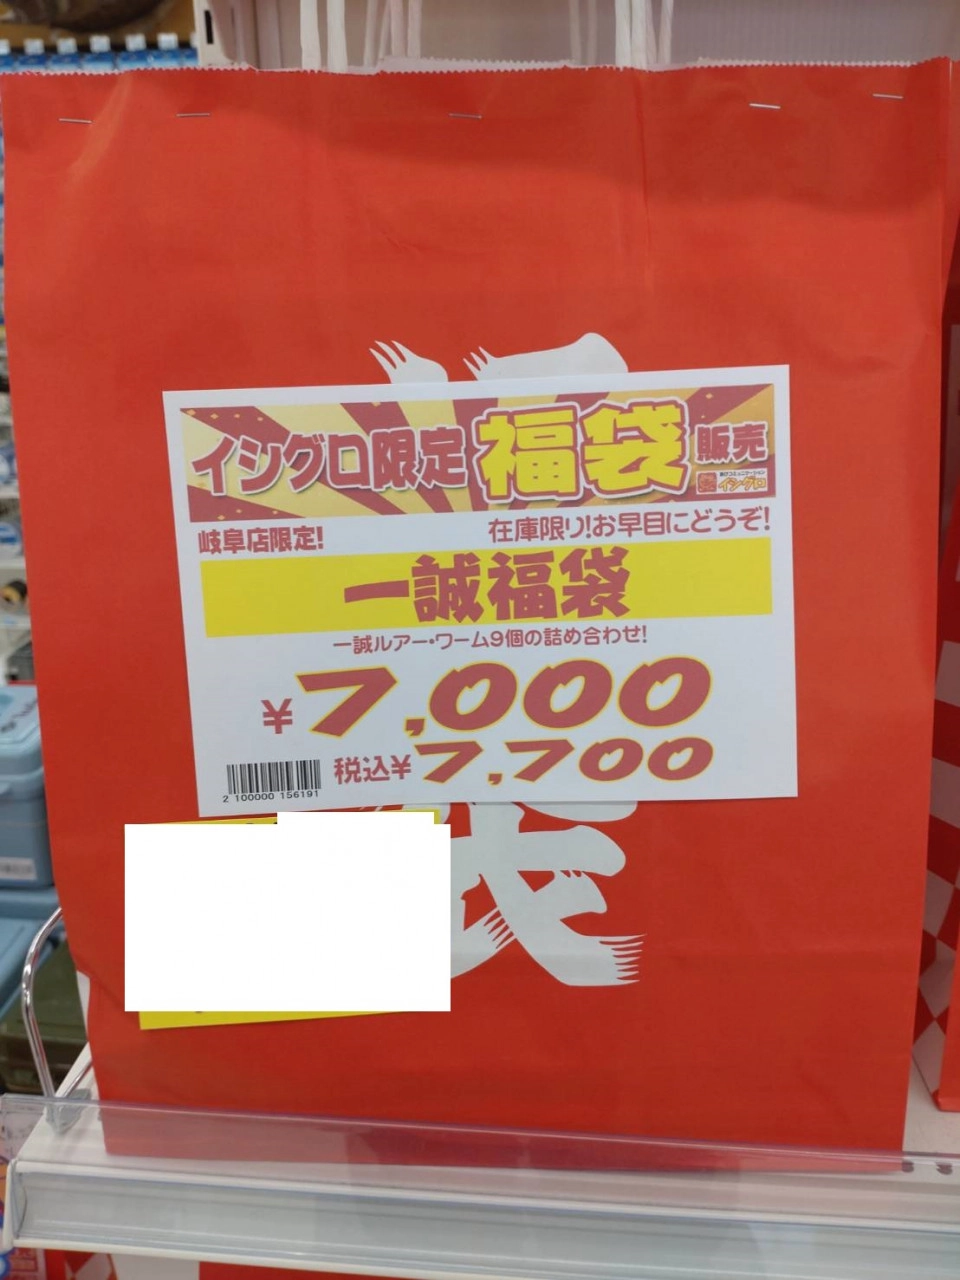 イシグロ限定 福袋 販売
イシグロ
岐阜店限定! 在庫限り!お早目にどうぞ!
一誠福袋
一誠ルアー・ワーム9個の詰め合わせ!
¥7,000
税込¥7,700
2 100000 156191